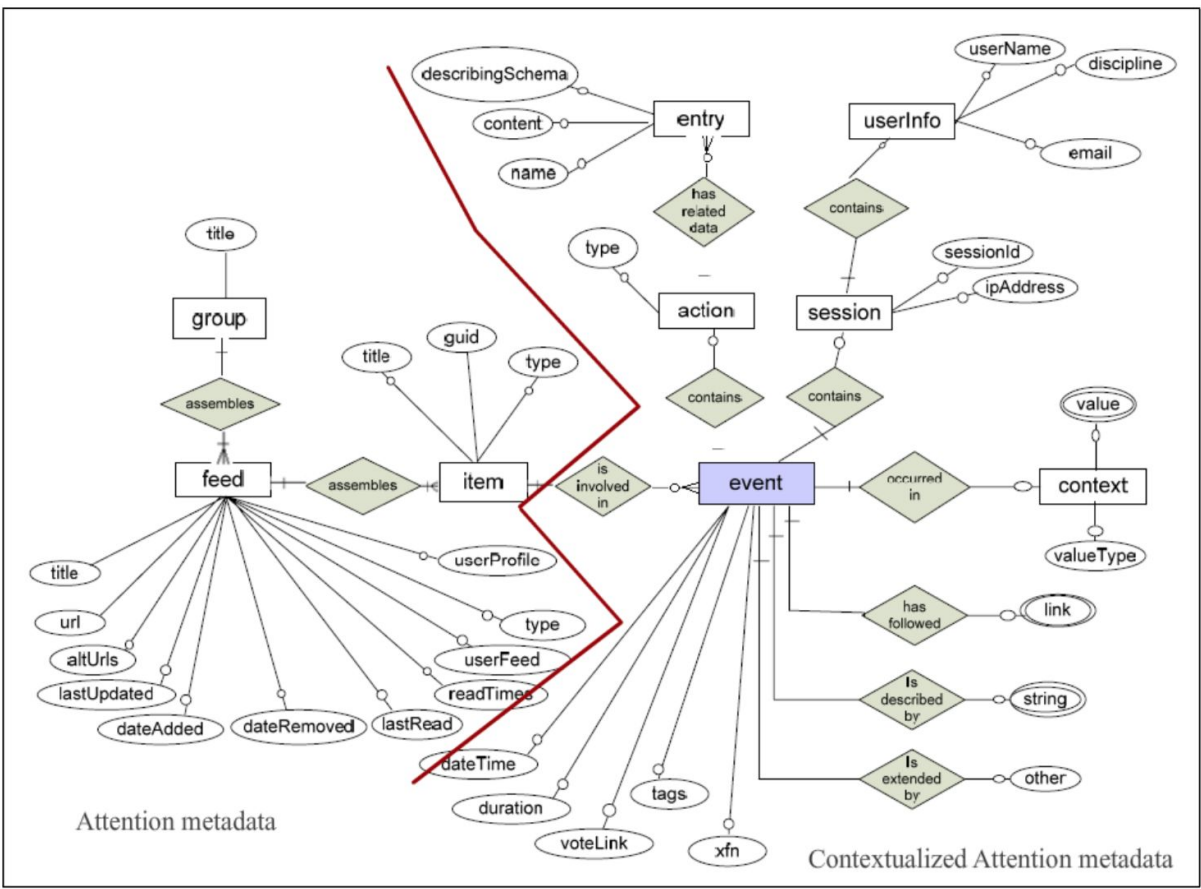 userName
discipline
describingSchema
entry
userInfo
content
email
name
has
related
data
contains
title
type
sessionId
ipAddress
group
action
session
guid
title
type
assembles
contains
contains
value
feed
assembles
item
is
involved
in
event
occurred
in
context
userProfile
valueType
title
url
type
has
followed
link
altUrls
userFeed
lastUpdated
readTimes
Is
described
by
string
dateAdded
dateRemoved
lastRead
dateTime
Is
extended
by
other
duration
tags
voteLink
xfn
Attention metadata
Contextualized Attention metadata